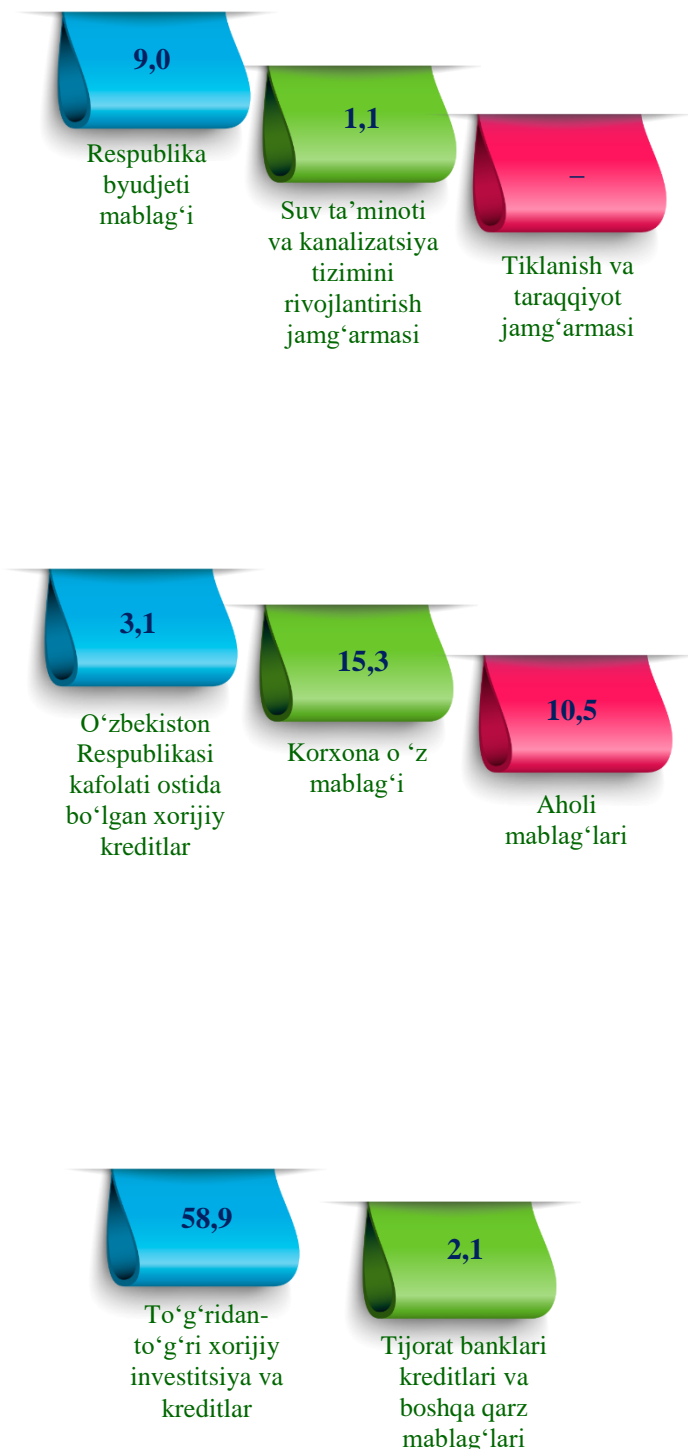 9,0
Respublika
byudjeti
mablag‘i
1,1
Suv ta’minoti
va kanalizatsiya
tizimini
rivojlantirish
jamg‘armasi
–
Tiklanish va
taraqqiyot
jamg‘armasi
3,1
O‘zbekiston
Respublikasi
kafolati ostida
bo‘lgan xorijiy
kreditlar
15,3
Korxona o ‘z
mablag‘i
10,5
Aholi
mablag‘lari
58,9
To‘g‘ridan-
to‘g‘ri xorijiy
investitsiya va
kreditlar
2,1
Tijorat banklari
kreditlari va
boshqa qarz
mablag‘lari